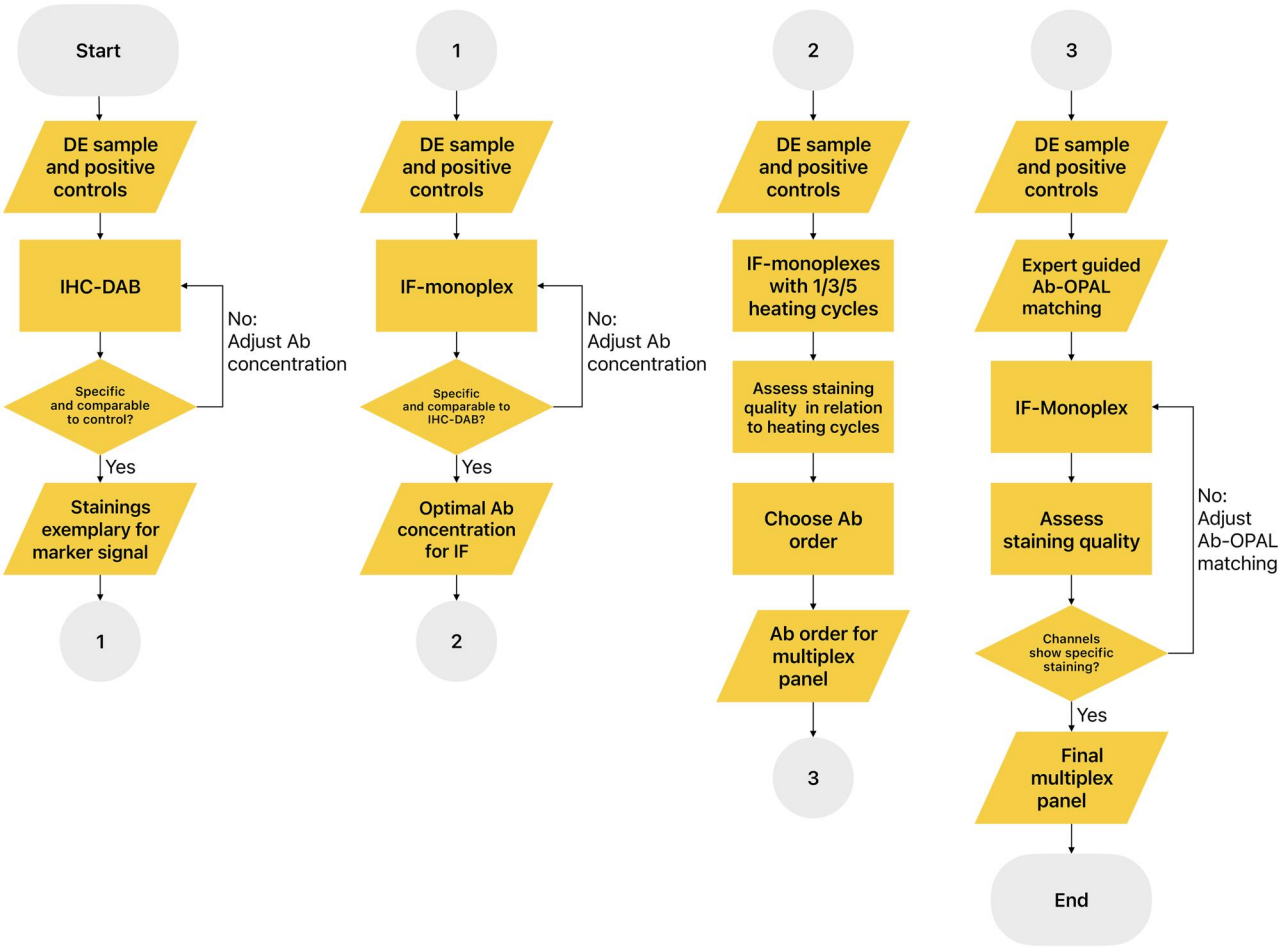 Start
DE sample
and positive
controls
IHC-DAB
No:
Adjust Ab
concentration
Specific
and comparable
to control?
Yes
Stainings
exemplary for
marker signal
1
1
DE sample
and positive
controls
IF-monoplex
No:
Adjust Ab
concentration
Specific
and comparable to
IHC-DAB?
Yes
Optimal Ab
concentration
for IF
2
2
DE sample
and positive
controls
IF-monoplexes
with 1/3/5
heating cycles
Assess staining
quality in relation
to heating cycles
Choose Ab
order
Ab order for
multiplex
panel
3
3
DE sample
and positive
controls
Expert guided
Ab-OPAL
matching
IF-Monoplex
Assess
staining quality
No:
Adjust
Ab-OPAL
matching
Channels
show specific
staining?
Yes
Final
multiplex
panel
End